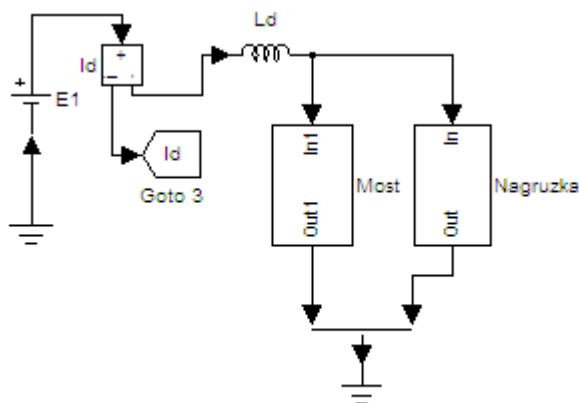 Ld
Id
+
+
E1
Id
Goto 3
In1
Out1
Most
In
Out
Nagruzka